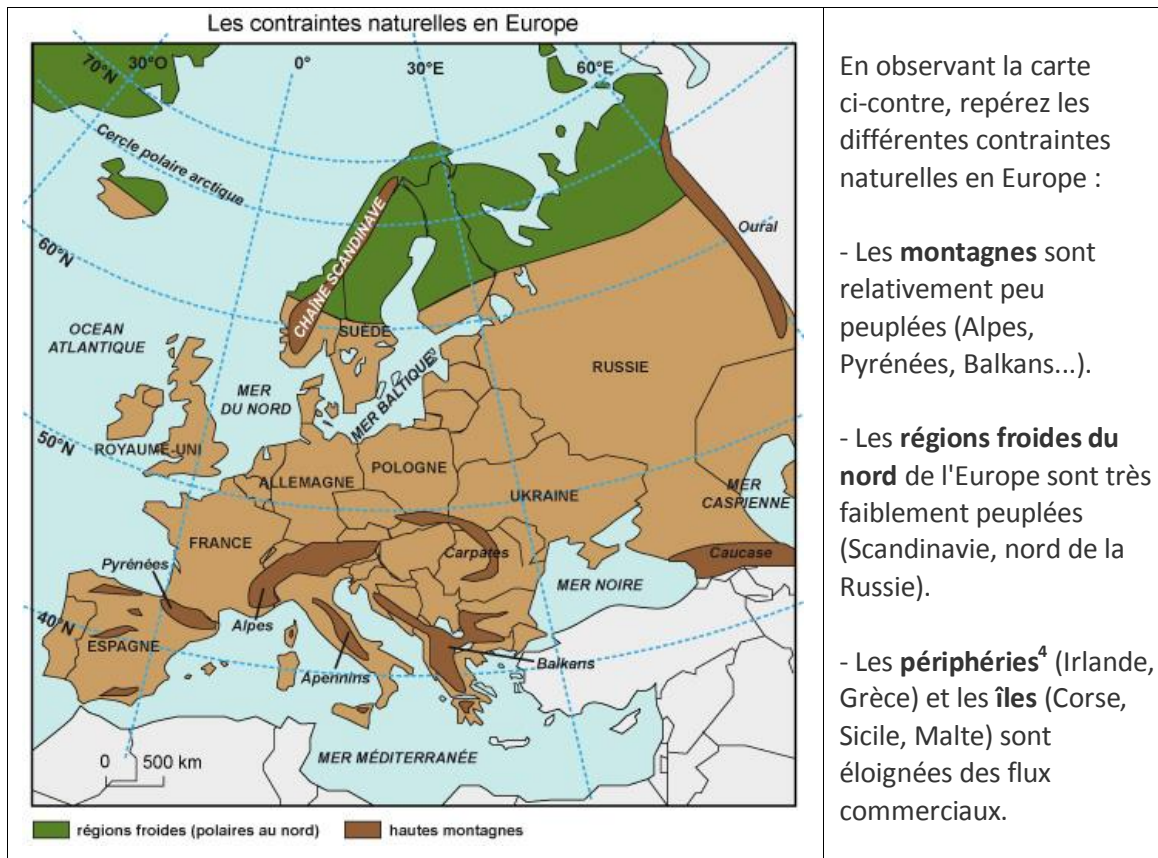 Les contraintes naturelles en Europe
70°N
30°O
0°
30°E
60°E
Cercle polaire arctique
60°N
Oural
CHAÎNE SCANDINAVE
OCEAN
ATLANTIQUE
SUÈDE
RUSSIE
MER
DU NORD
MER BALTIQUE
50°N
ROYAUME-UNI
POLOGNE
ALLEMAGNE
UKRAINE
MER
CASPIENNE
FRANCE
Carpates
Caucase
Pyrénées
MER NOIRE
40°N
Alpes
ESPAGNE
Balkans
Apennins
MER MÉDITERRANÉE
0 500 km
régions froides (polaires au nord)
hautes montagnes
En observant la carte
ci-contre, repérez les
différentes contraintes
naturelles en Europe :
- Les montagnes sont
relativement peu
peuplées (Alpes,
Pyrénées, Balkans...).
- Les régions froides du
nord de l'Europe sont très
faiblement peuplées
(Scandinavie, nord de la
Russie).
- Les périphéries⁴ (Irlande,
Grèce) et les îles (Corse,
Sicile, Malte) sont
éloignées des flux
commerciaux.